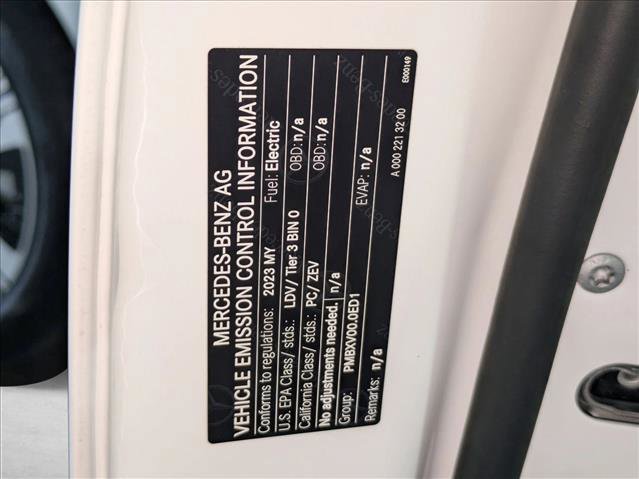 MERCEDES-BENZ AG
VEHICLE EMISSION CONTROL INFORMATION
Conforms to regulations: 2023 MY Fuel: Electric
U.S. EPA Class / stds.: LDV/ Tier 3 BIN 0 OBD: n/a
California Class / stds.: PC/ ZEV OBD: n/a
No adjustments needed. n/a
Group: PMBXV00.0ED1 EVAP: n/a
Remarks: n/a
A 000 221 32 00
E000149